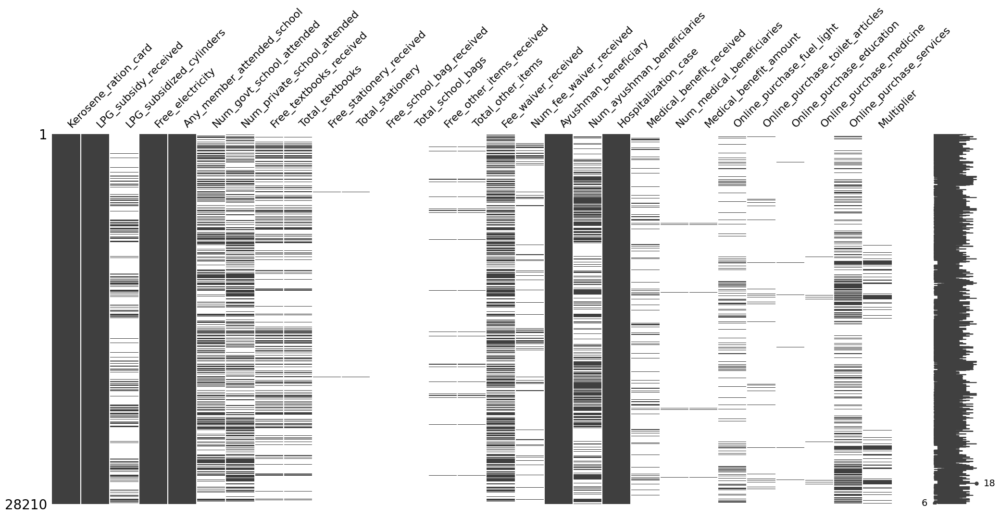 Kerosene_ration_card
LPG_subsidy_received
LPG_subsidized_cylinders
Free_electricity
Any_member_attended_school
Num_govt_school_attended
Num_private_school_attended
Free_textbooks_received
Total_textbooks
Free_stationery_received
Total_stationery
Free_school_bag_received
Total_school_bags
Free_other_items_received
Total_other_items
Fee_waiver_received
Num_fee_waiver_received
Ayushman_beneficiary
Num_ayushman_beneficiaries
Hospitalization_case
Medical_benefit_received
Num_medical_beneficiaries
Medical_benefit_amount
Online_purchase_fuel_light
Online_purchase_toilet_articles
Online_purchase_education
Online_purchase_medicine
Online_purchase_services
Multiplier
1
18
28210
6